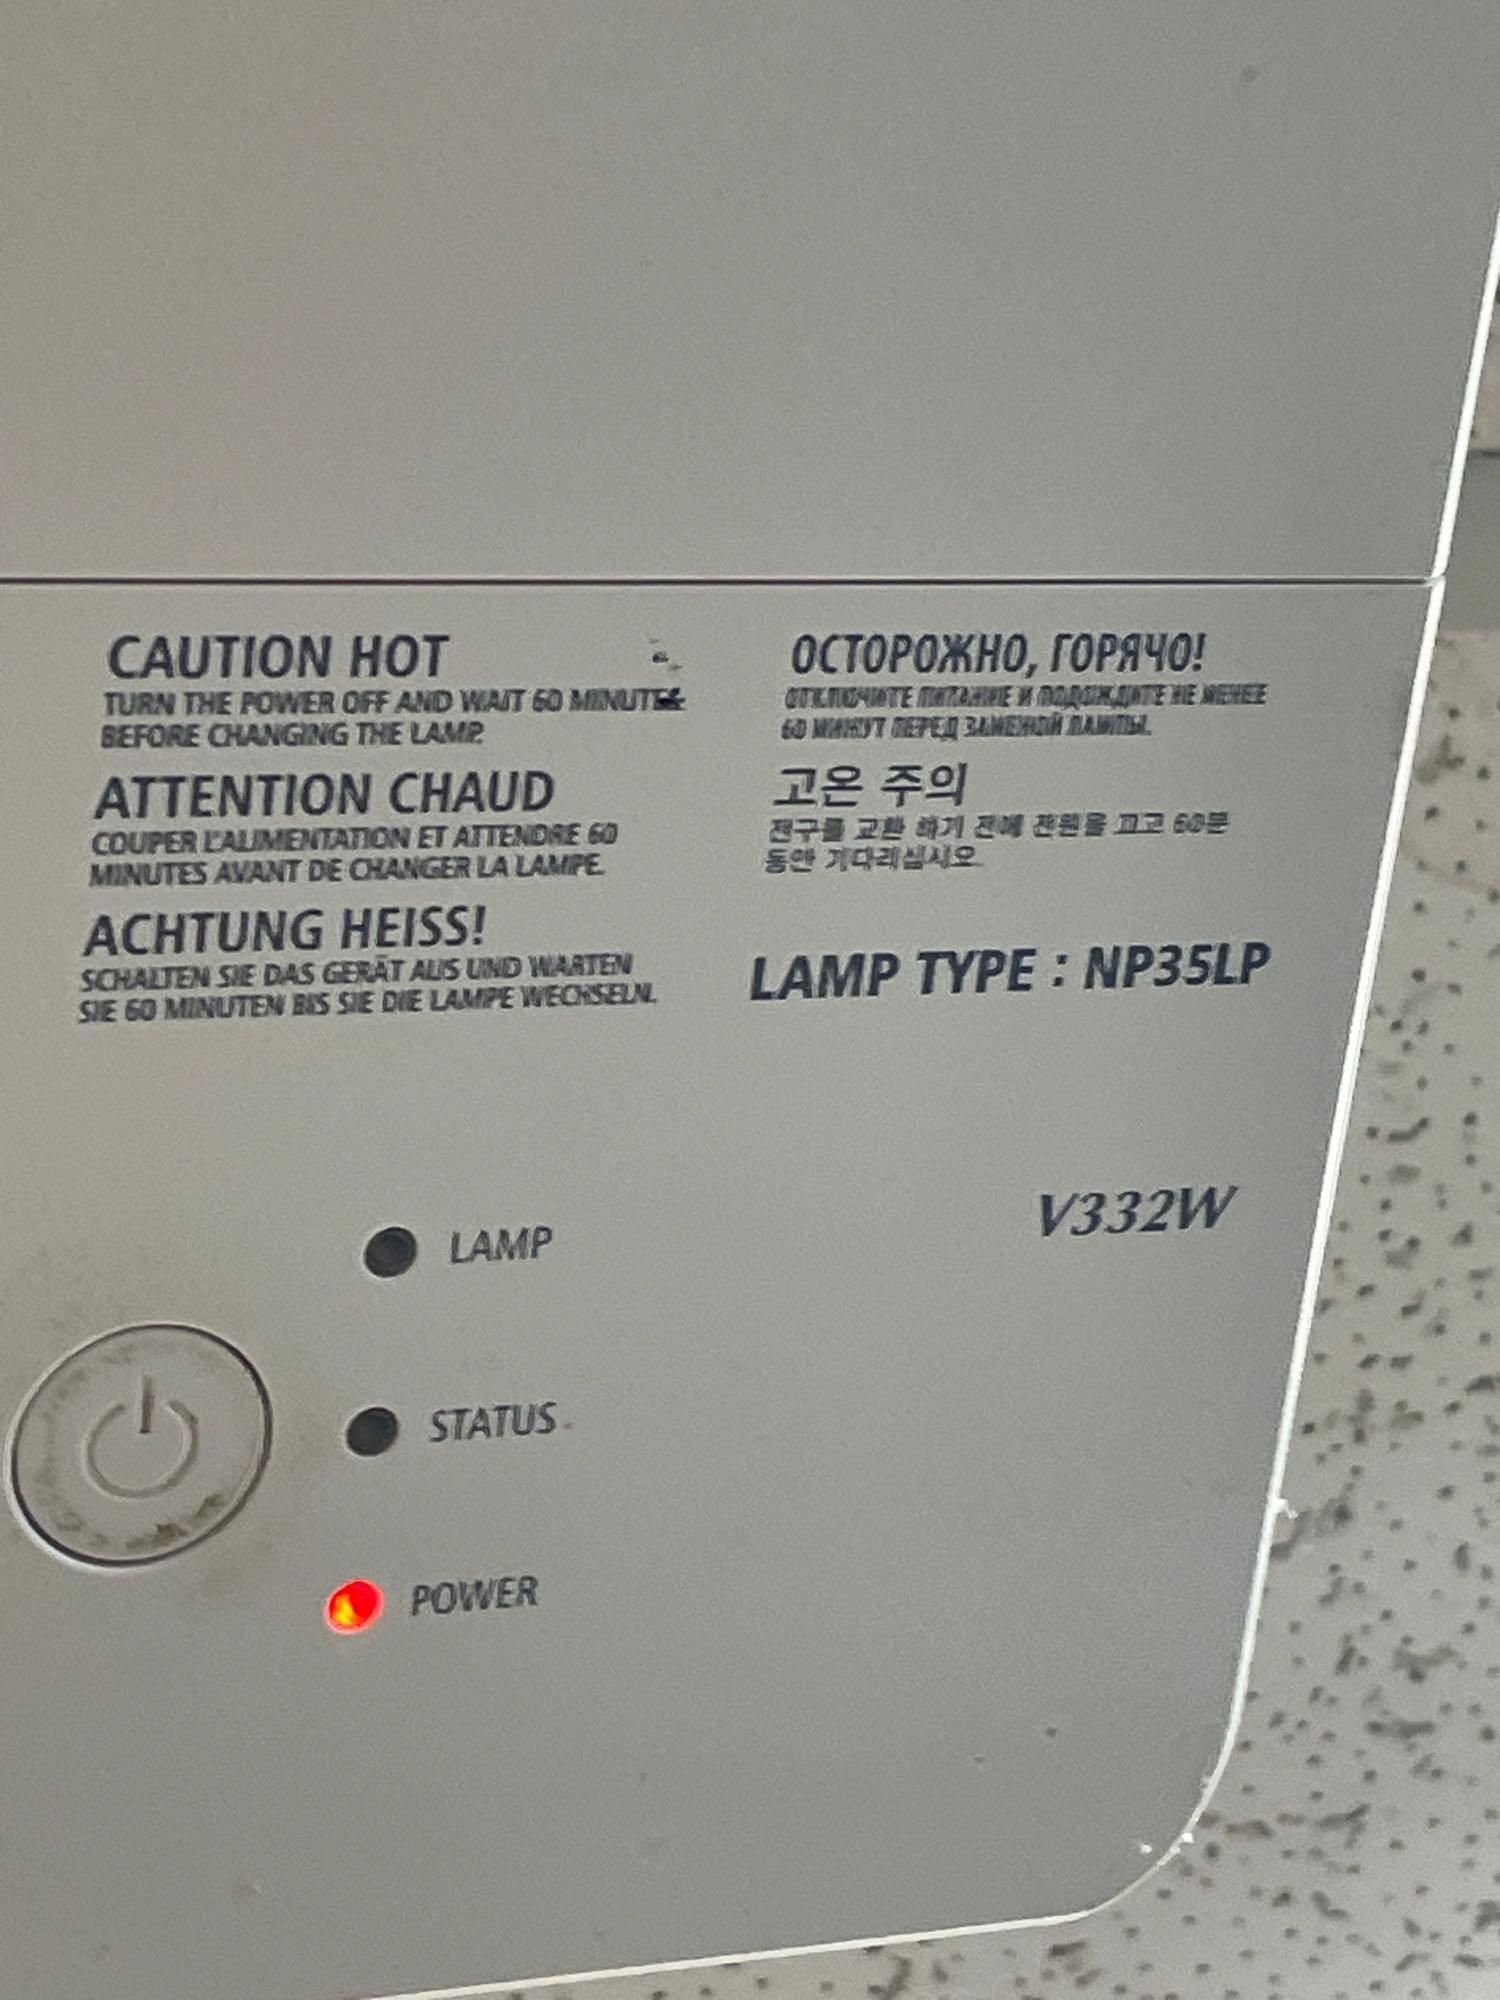 CAUTION HOT
TURN THE POWER OFF AND WAIT 60 MINUTES
BEFORE CHANGING THE LAMP.
ATTENTION CHAUD
COUPER L'ALIMENTATION ET ATTENDRE 60
MINUTES AVANT DE CHANGER LA LAMPE.
ACHTUNG HEISS!
SCHALTEN SIE DAS GERÄT AUS UND WARTEN
SIE 60 MINUTEN BIS SIE DIE LAMPE WECHSELN.
ОСТОРОЖНО, ГОРЯЧО!
ОТКЛЮЧИТЕ ПИТАНИЕ И ПОДОЖДИТЕ НЕ МЕНЕЕ
60 МИНУТ ПЕРЕД ЗАМЕНОЙ ЛАМПЫ.
고온 주의
전구를 교환 하기 전에 전원을 끄고 60분
동안 기다리십시오.
LAMP TYPE : NP35LP
V332W
LAMP
STATUS
POWER